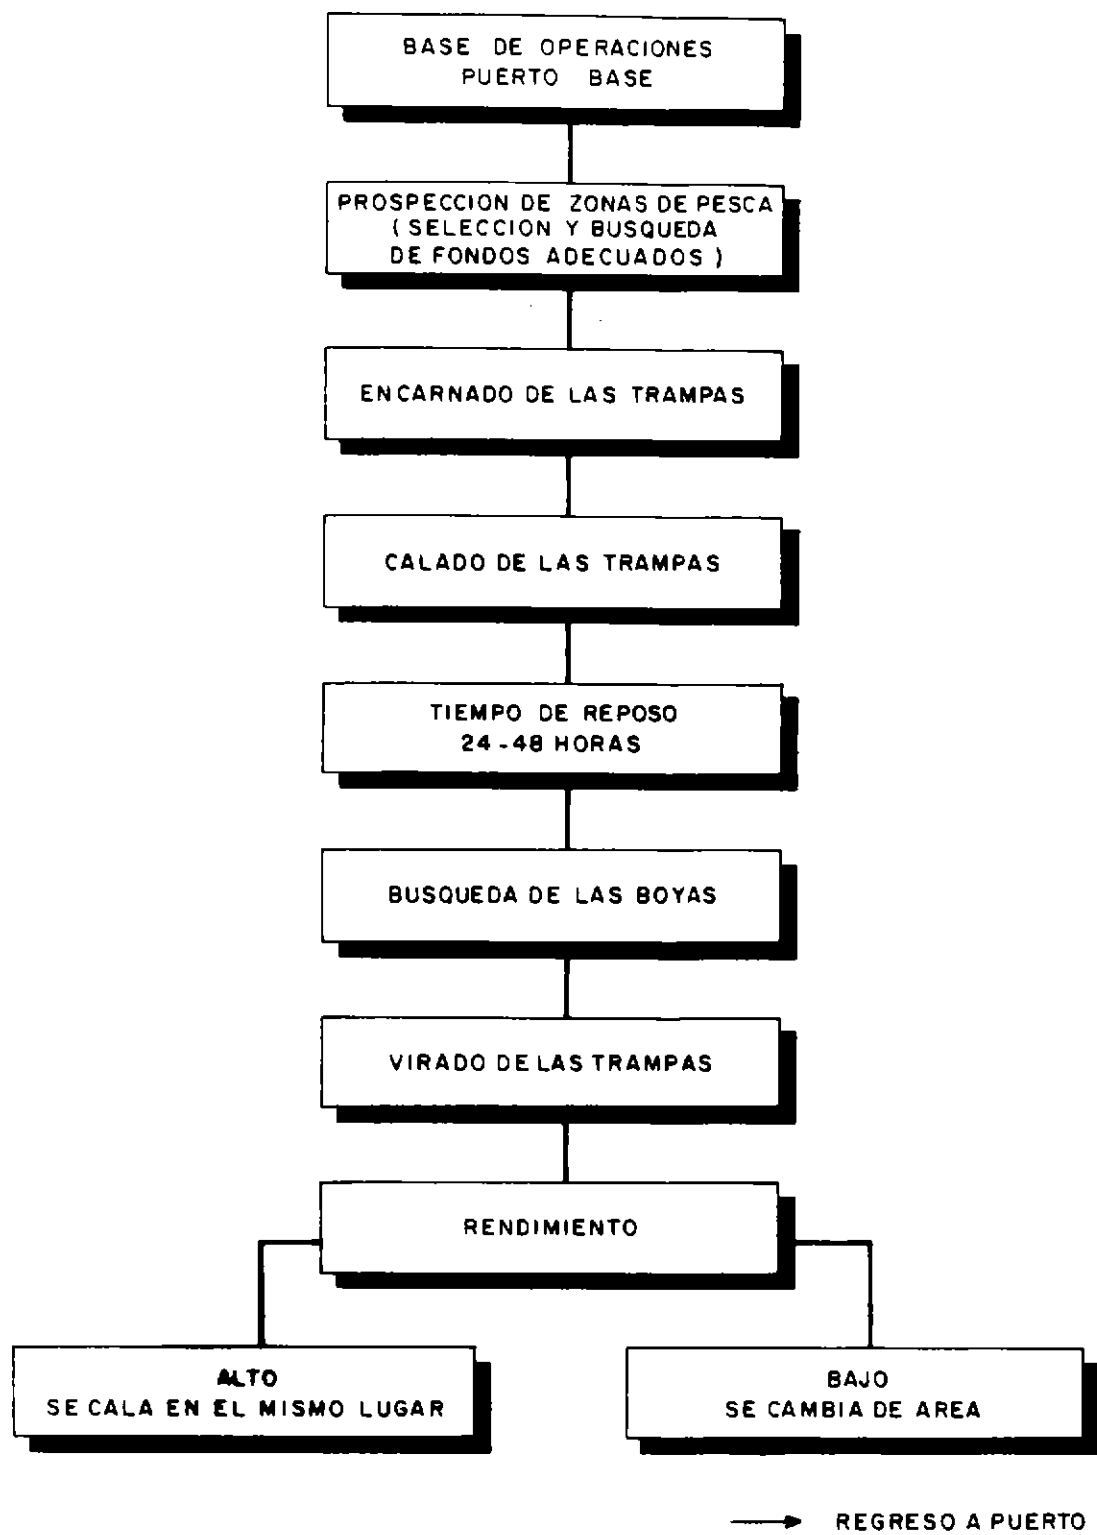 BASE DE OPERACIONES
PUERTO BASE
PROSPECCION DE ZONAS DE PESCA
( SELECCION Y BUSQUEDA
DE FONDOS ADECUADOS )
ENCARNADO DE LAS TRAMPAS
CALADO DE LAS TRAMPAS
TIEMPO DE REPOSO
24-48 HORAS
BUSQUEDA DE LAS BOYAS
VIRADO DE LAS TRAMPAS
RENDIMIENTO
ALTO
SE CALA EN EL MISMO LUGAR
BAJO
SE CAMBIA DE AREA
REGRESO A PUERTO